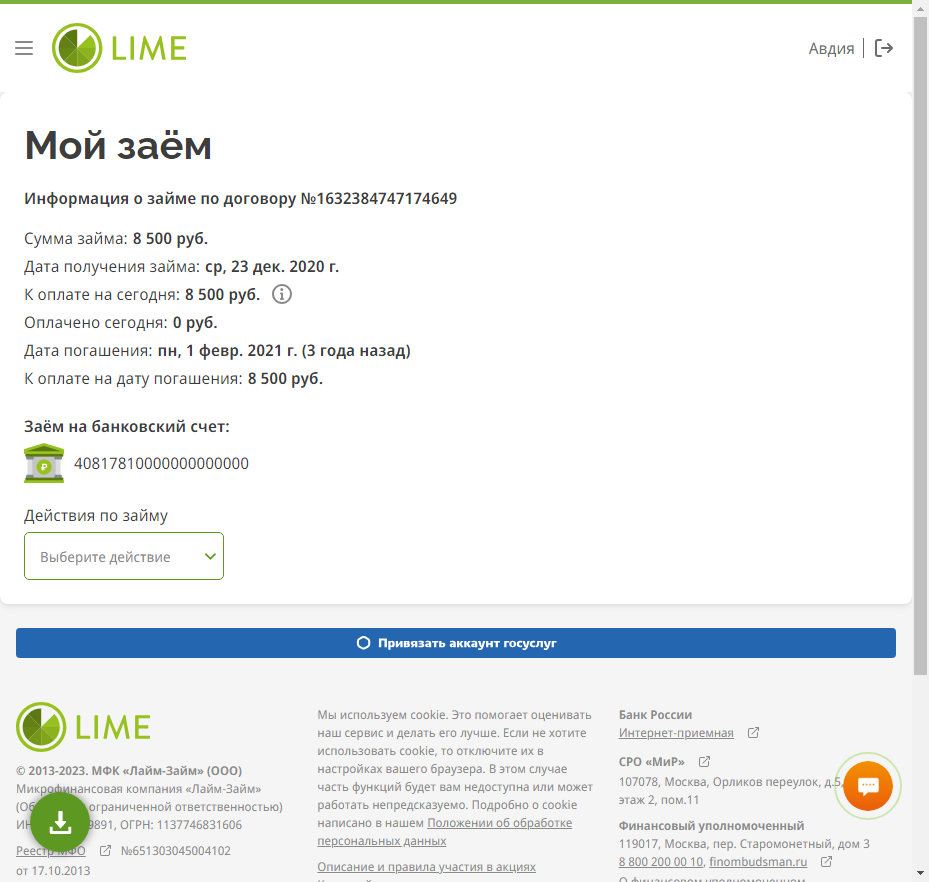 LIME
Авдия
Мой заём
Информация о займе по договору №1632384747174649
Сумма займа: 8 500 руб.
Дата получения займа: ср, 23 дек. 2020 г.
К оплате на сегодня: 8 500 руб.
Оплачено сегодня: 0 руб.
Дата погашения: пн, 1 февр. 2021 г. (3 года назад)
К оплате на дату погашения: 8 500 руб.
Заём на банковский счет:
40817810000000000000
Действия по займу
Выберите действие
Привязать аккаунт госуслуг
LIME
© 2013-2023. МФК «Лайм-Займ» (ООО)
Микрофинансовая компания «Лайм-Займ»
ограниченной ответственностью)
9891, ОГРН: 1137746831606
Реестр МФО №651303045004102
от 17.10.2013
Мы используем cookie. Это помогает оценивать
наш сервис и делать его лучше. Если не хотите
использовать cookie, то отключите их в
настройках вашего браузера. В этом случае
часть функций будет вам недоступна или может
работать непредсказуемо. Подробно о cookie
написано в нашем Положении об обработке
персональных данных
Описание и правила участия в акциях
Банк России
Интернет-приемная
СРО «МиР»
107078, Москва, Орликов переулок, д.5,
этаж 2, пом.11
Финансовый уполномоченный
119017, Москва, пер. Старомонетный, дом 3
8 800 200 00 10, finombudsman.ru
О финансовом уполномоченном